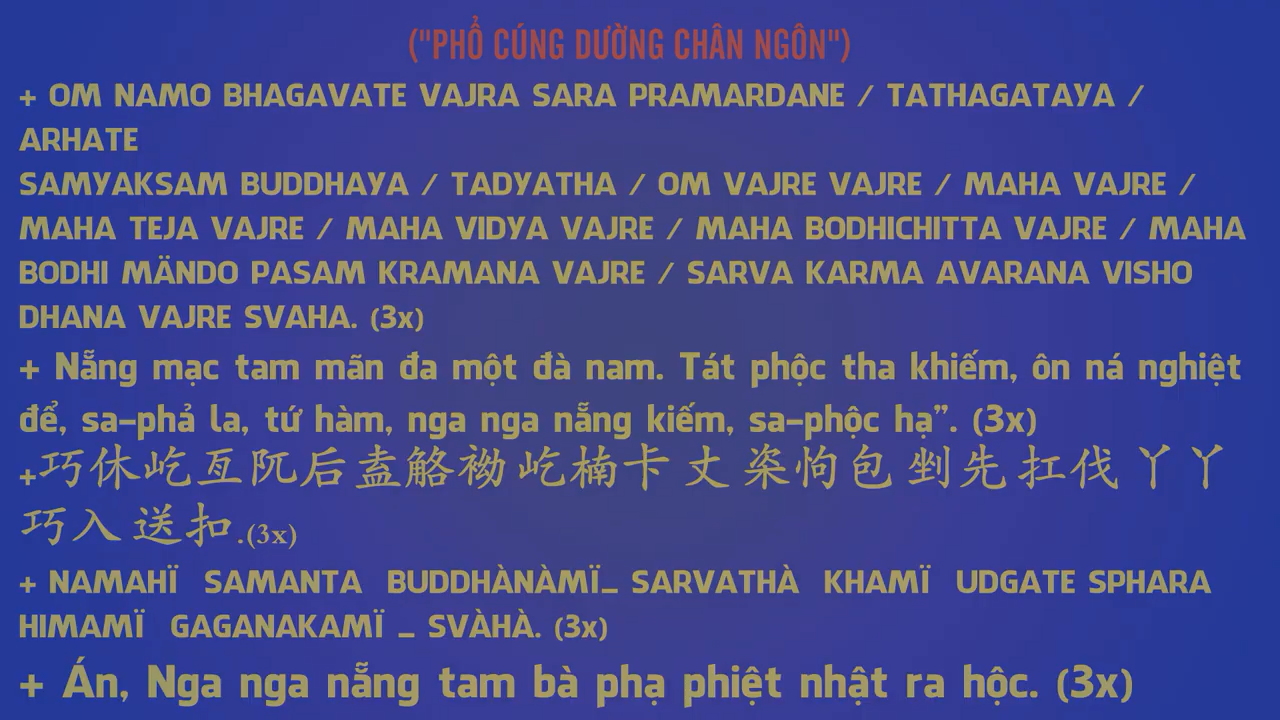 ("PHỔ CÚNG DƯỜNG CHÂN NGÔN")
+ OM NAMO BHAGAVATE VAJRA SARA PRAMARDANE / TATHAGATAYA /
ARHATE
SAMYAKSAM BUDDHAYA / TADYATHA / OM VAJRE VAJRE / MAHA VAJRE /
MAHA TEJA VAJRE / MAHA VIDYA VAJRE / MAHA BODHICHITTA VAJRE / MAHA
BODHI MÄNDO PASAM KRAMANA VAJRE / SARVA KARMA AVARANA VISHO
DHANA VAJRE SVAHA. (3x)
+ Nẵng mạc tam mãn đa một đà nam. Tát phộc tha khiếm, ôn ná nghiệt
để, sa-phả la, tứ hàm, nga nga nẵng kiếm, sa-phộc hạ”. (3x)
+巧休屹亙阢后盍觡袎屹楠卡 丈 桼怐包 剉先 扛伐 丫丫
巧入 送扣.(3x)
+ NAMAHÏ SAMANTA BUDDHÀNÀMÏ_ SARVATHÀ KHAMÏ UDGATE SPHARA
HIMAMÏ GAGANAKAMÏ _ SVÀHÀ. (3x)
+ Án, Nga nga nẵng tam bà phạ phiệt nhật ra hộc. (3x)